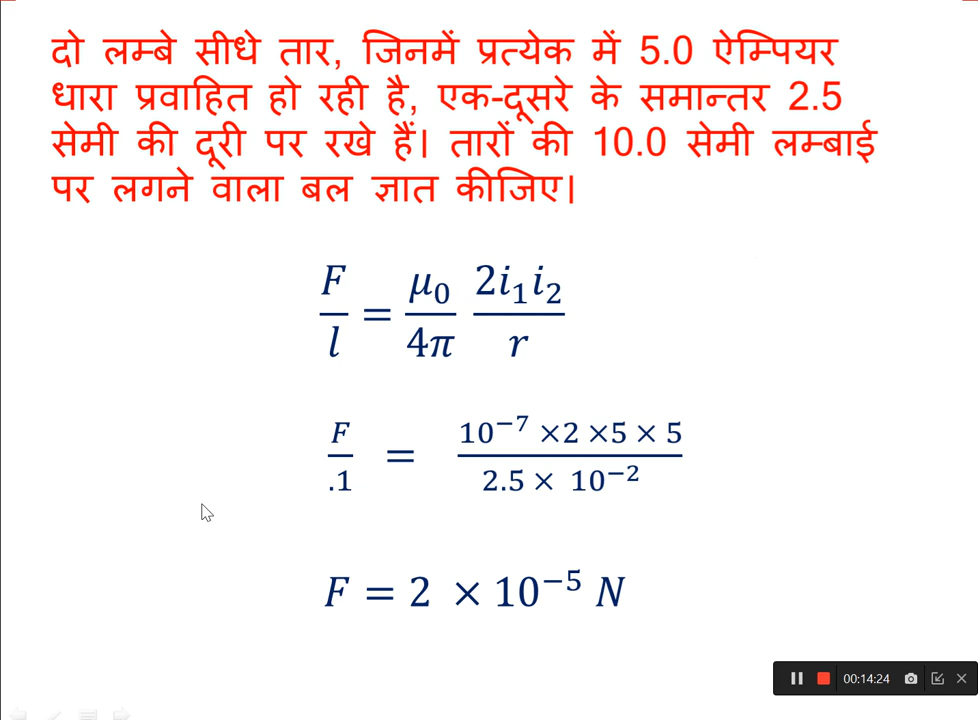 दो लम्बे सीधे तार, जिनमें प्रत्येक में 5.0 ऐम्पियर
धारा प्रवाहित हो रही है, एक-दूसरे के समान्तर 2.5
सेमी की दूरी पर रखे हैं। तारों की 10.0 सेमी लम्बाई
पर लगने वाला बल ज्ञात कीजिए।
F/l = μ₀/4π 2i₁i₂/r
F/.1 = 10⁻⁷ ×2 ×5 × 5/2.5 × 10⁻²
F = 2 × 10⁻⁵ N
00:14:24